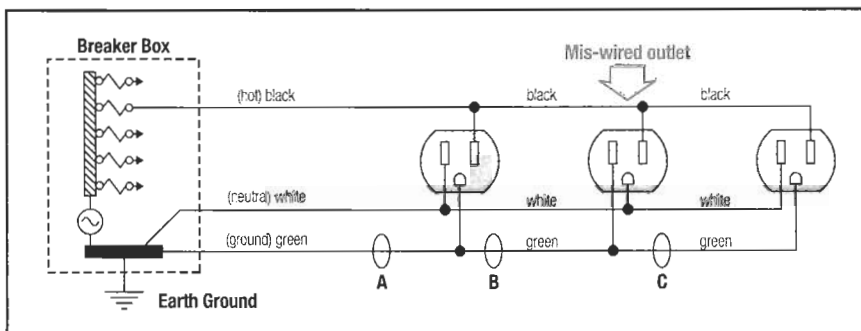 Breaker Box
Mis-wired outlet
(hot) black
black
black
(neutral) white
white
white
(ground) green
green
green
A
B
C
Earth Ground